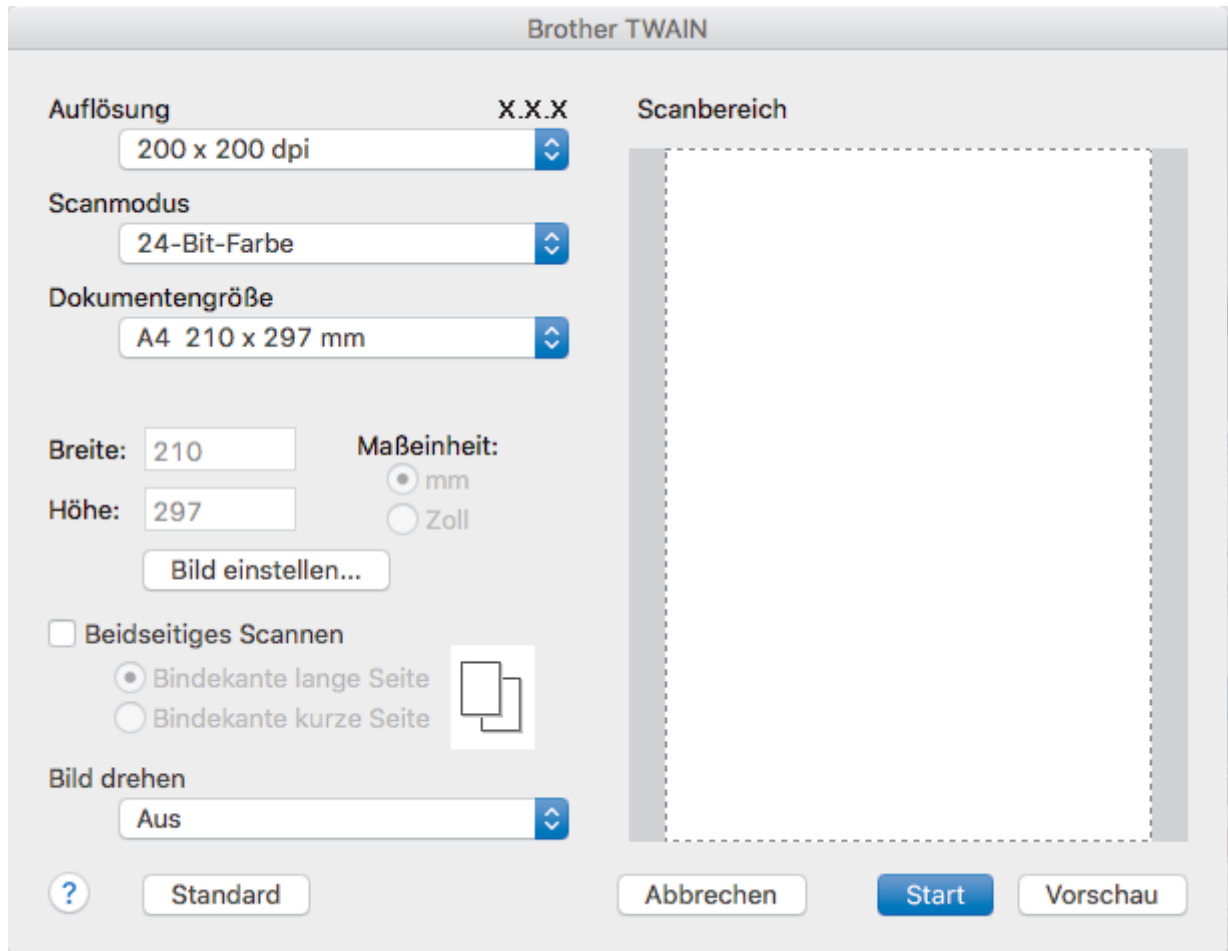 Brother TWAIN
Auflösung X.X.X
200 x 200 dpi
Scanmodus
24-Bit-Farbe
Dokumentengröße
A4 210 x 297 mm
Breite: 210
Maßeinheit:
mm
Höhe: 297
Zoll
Bild einstellen...
Beidseitiges Scannen
Bindekante lange Seite
Bindekante kurze Seite
Bild drehen
Aus
Scanbereich
? Standard Abbrechen Start Vorschau